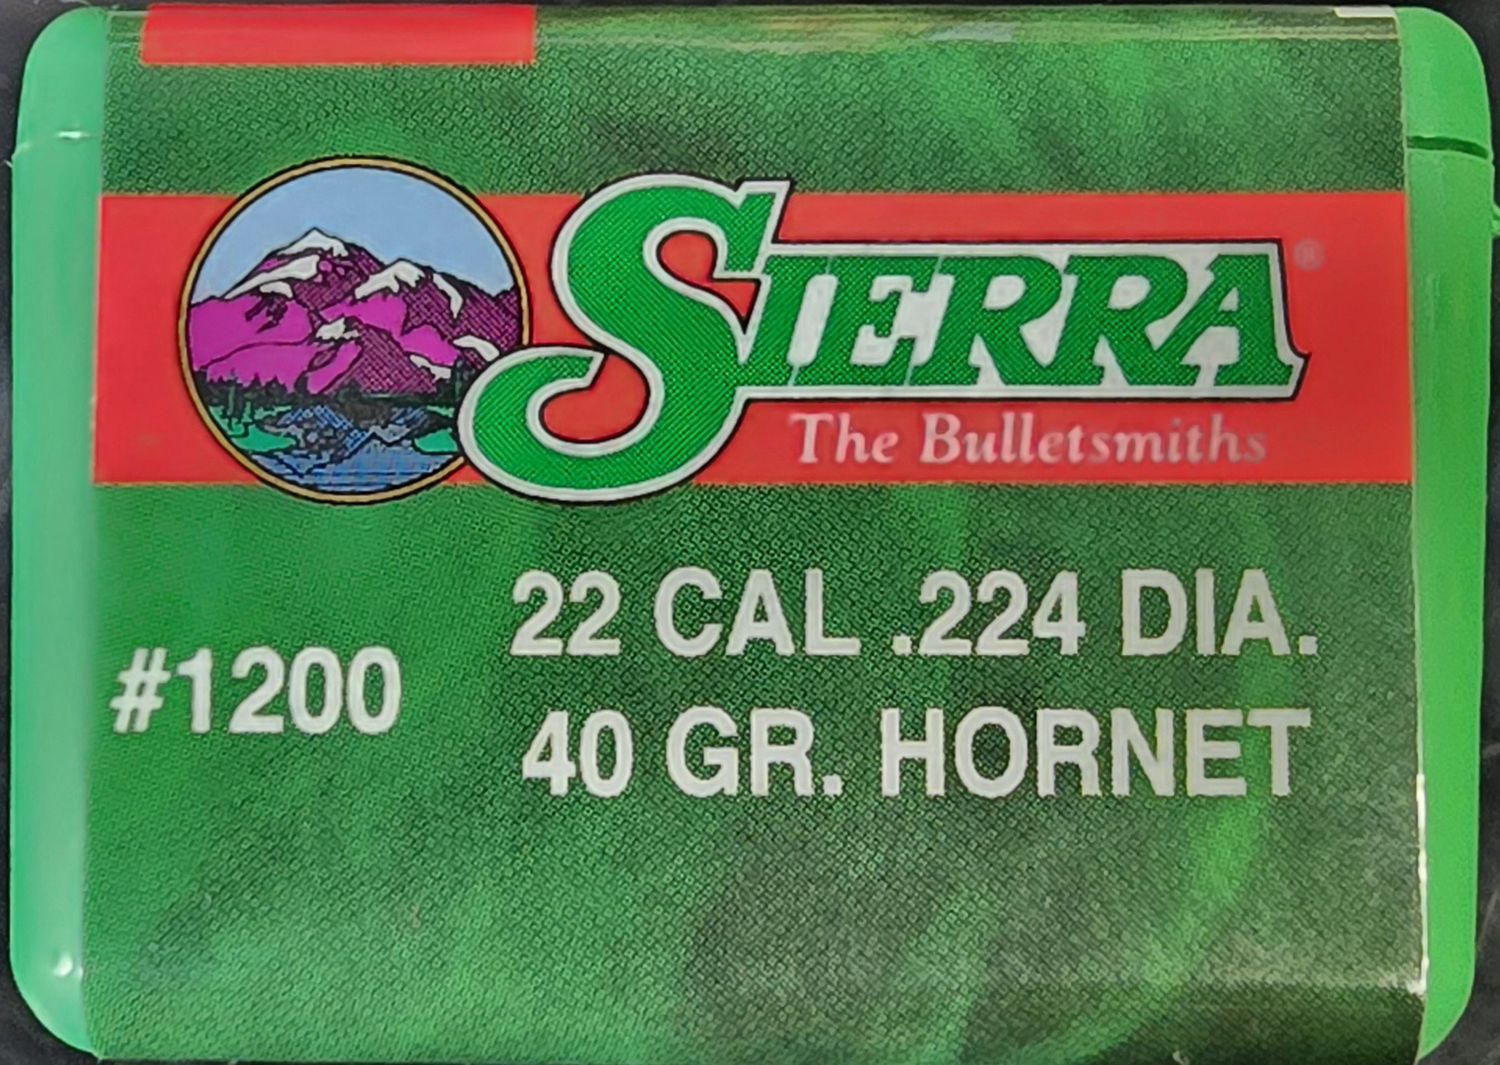 SIERRA®
The Bulletsmiths
#1200
22 CAL .224 DIA.
40 GR. HORNET